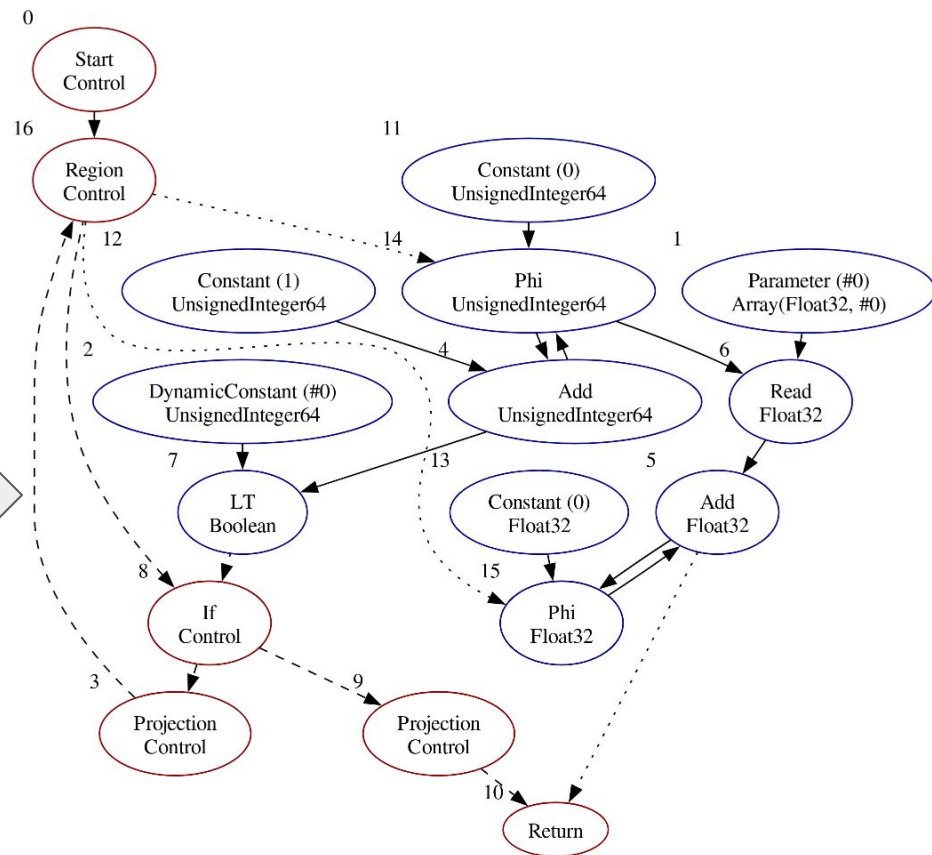 0
Start
Control
16
Region
Control
11
Constant (0)
UnsignedInteger64
12
Constant (1)
UnsignedInteger64
14
Phi
UnsignedInteger64
1
Parameter (#0)
Array(Float32, #0)
2
DynamicConstant (#0)
UnsignedInteger64
4
Add
UnsignedInteger64
6
Read
Float32
7
LT
Boolean
13
Constant (0)
Float32
5
Add
Float32
8
If
Control
15
Phi
Float32
3
Projection
Control
9
Projection
Control
10
Return